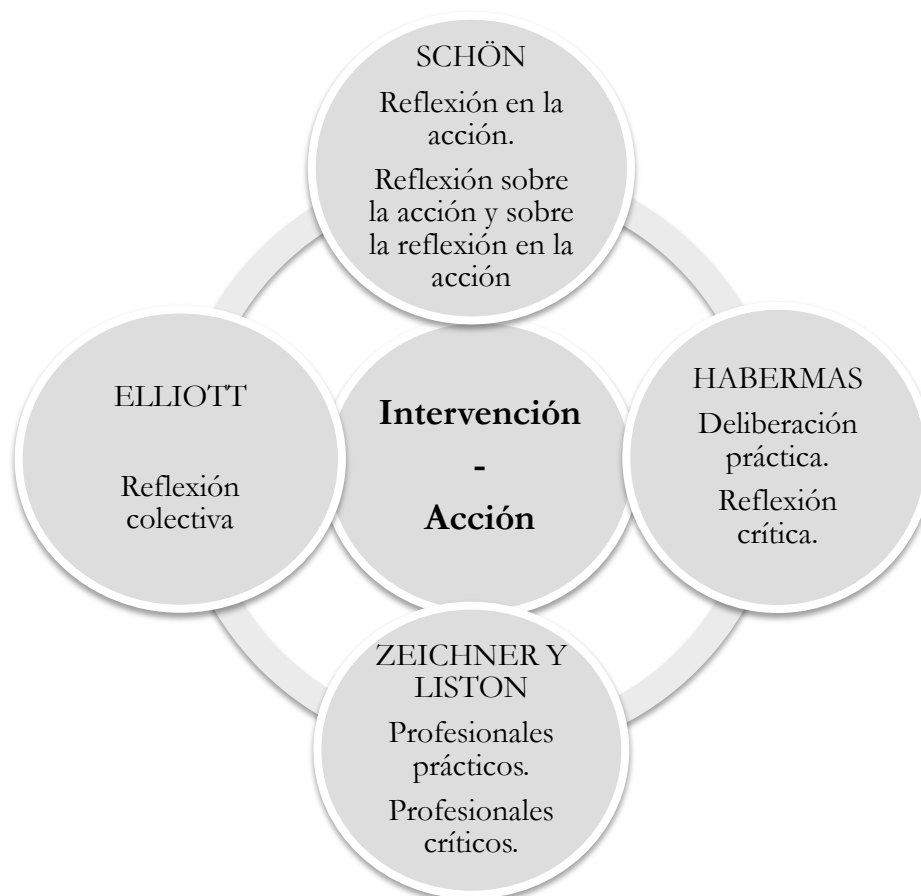 SCHÖN
Reflexión en la
acción.
Reflexión sobre
la acción y sobre
la reflexión en la
acción
ELLIOTT
Reflexión
colectiva
Intervención
-
Acción
HABERMAS
Deliberación
práctica.
Reflexión
crítica.
ZEICHNER Y
LISTON
Profesionales
prácticos.
Profesionales
críticos.